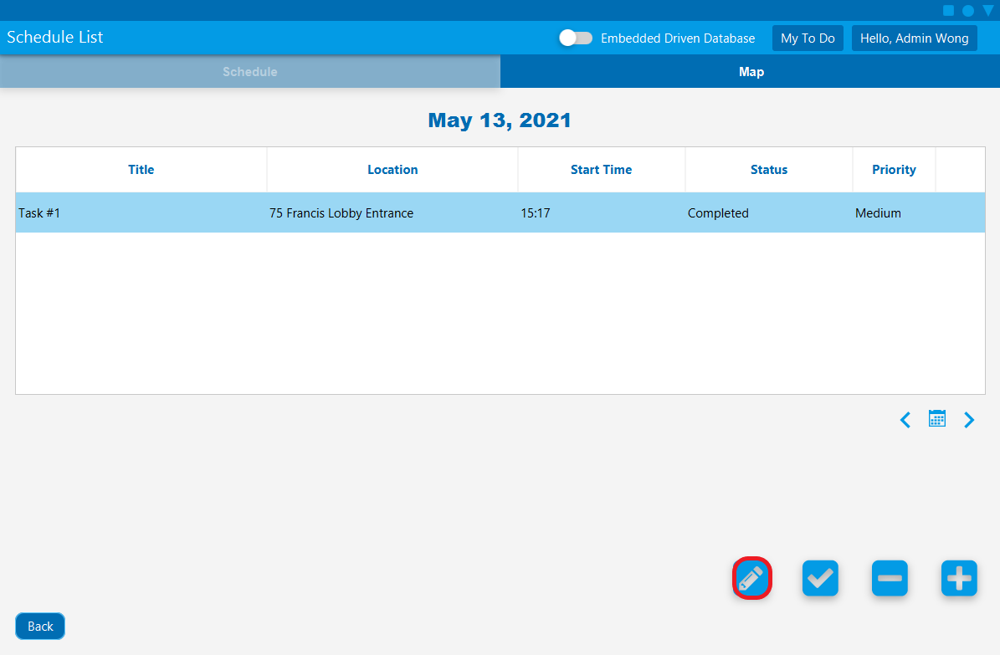 Schedule List
Embedded Driven Database
My To Do
Hello, Admin Wong
Schedule
Map
May 13, 2021
Title Location Start Time Status Priority
Task #1 75 Francis Lobby Entrance 15:17 Completed Medium
Back